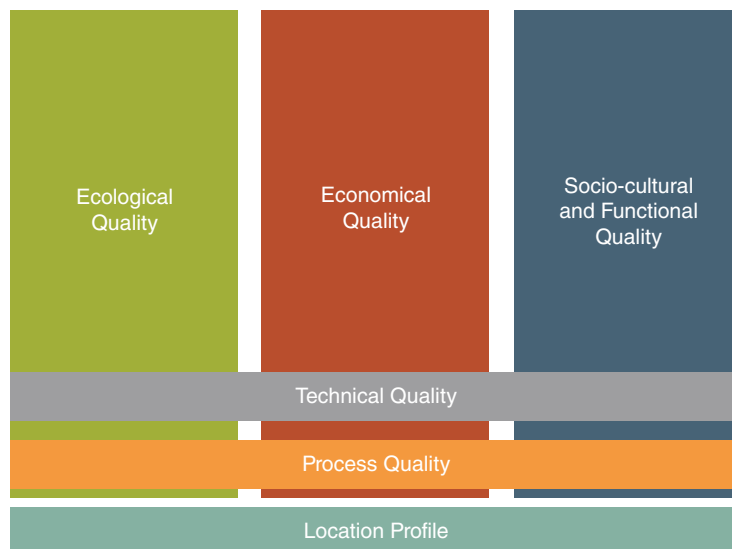 Ecological
Quality
Economical
Quality
Socio-cultural
and Functional
Quality
Technical Quality
Process Quality
Location Profile